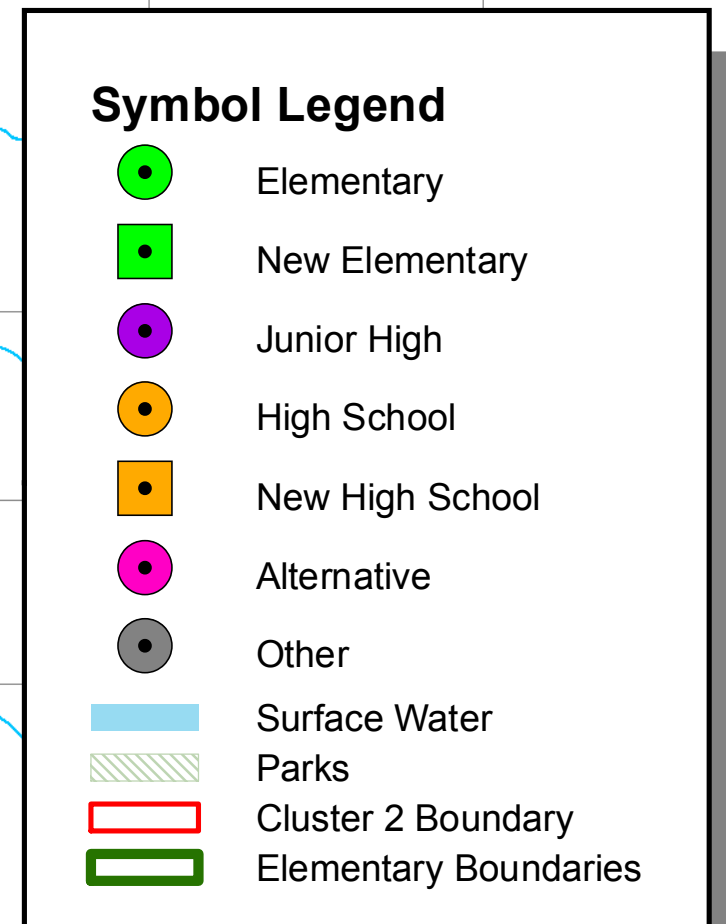 Symbol Legend
Elementary
New Elementary
Junior High
High School
New High School
Alternative
Other
Surface Water
Parks
Cluster 2 Boundary
Elementary Boundaries